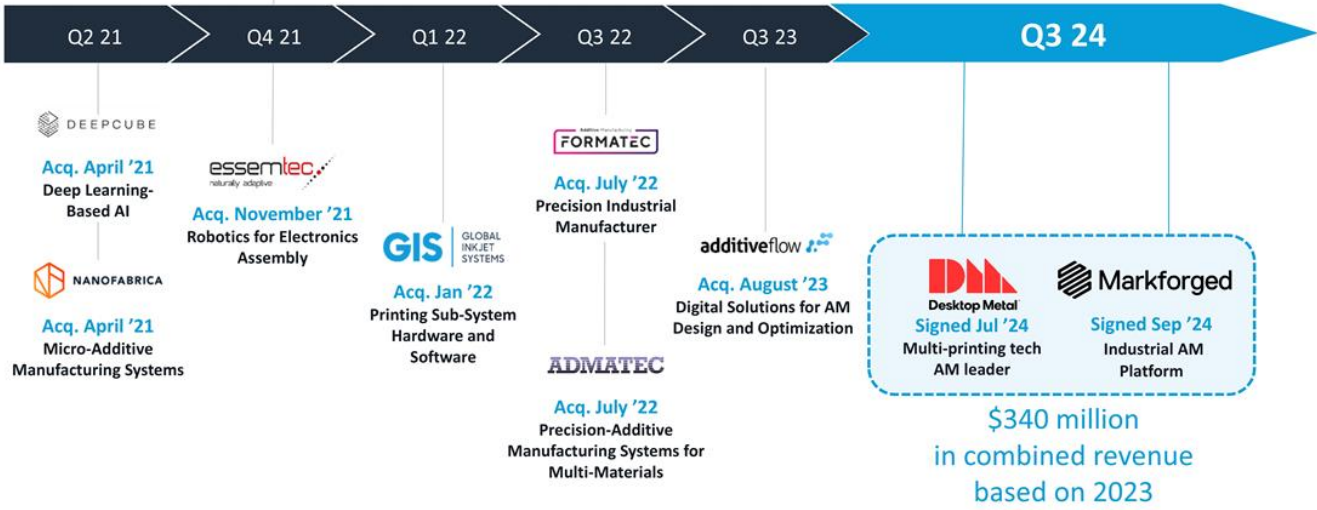 Q2 21
Q4 21
Q1 22
Q3 22
Q3 23
Q3 24
DEEPCUBE
Acq. April ’21
Deep Learning-
Based AI
NANOFABRICA
Acq. April ’21
Micro-Additive
Manufacturing Systems
essemtec
naturally adaptive
Acq. November ’21
Robotics for Electronics
Assembly
GIS
GLOBAL
INKJET
SYSTEMS
Acq. Jan ’22
Printing Sub-System
Hardware and
Software
Additive Manufacturing
FORMATEC
Acq. July ’22
Precision Industrial
Manufacturer
ADMATEC
Acq. July ’22
Precision-Additive
Manufacturing Systems for
Multi-Materials
additiveflow
Acq. August ’23
Digital Solutions for AM
Design and Optimization
DM
Desktop Metal
Signed Jul ’24
Multi-printing tech
AM leader
Markforged
Signed Sep ’24
Industrial AM
Platform
$340 million
in combined revenue
based on 2023